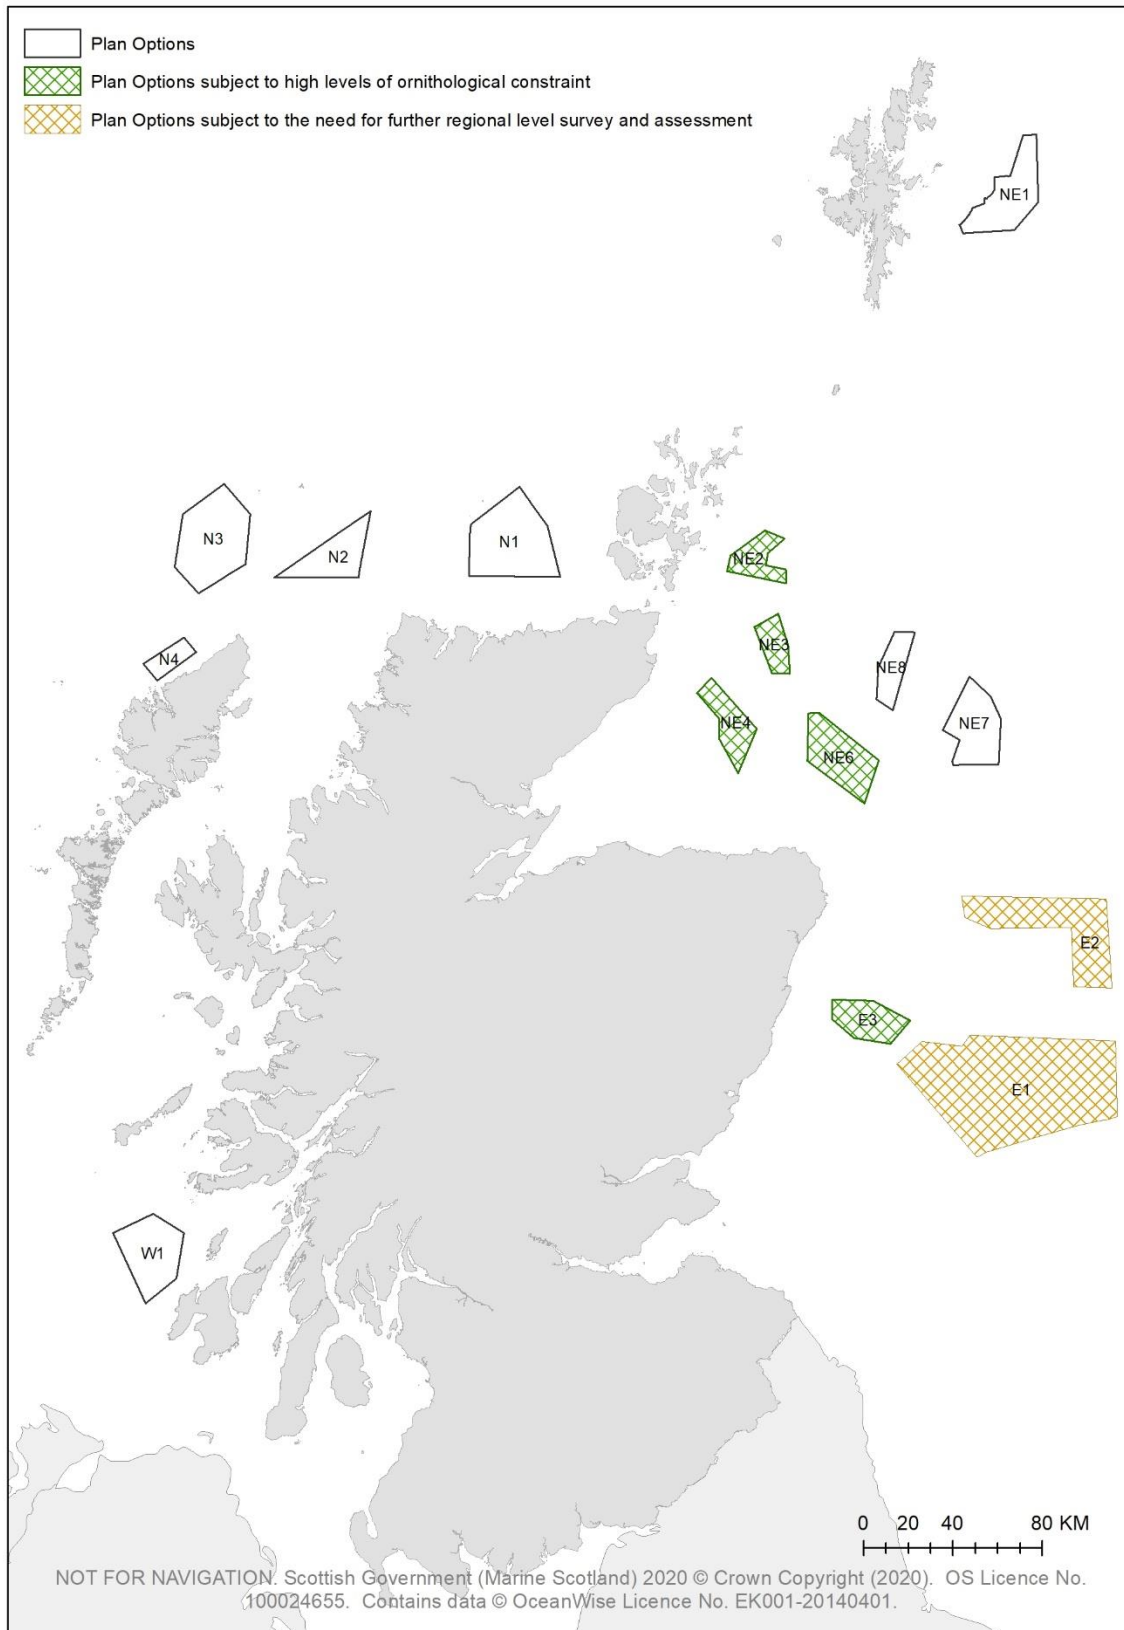 Plan Options
Plan Options subject to high levels of ornithological constraint
Plan Options subject to the need for further regional level survey and assessment
NE1
N3
N2
N1
NE2
N4
NE3
NE8
NE4
NE7
NE6
E2
E3
E1
W1
0 20 40 80 KM
NOT FOR NAVIGATION. Scottish Government (Marine Scotland) 2020 © Crown Copyright (2020). OS Licence No.
100024655. Contains data © OceanWise Licence No. EK001-20140401.